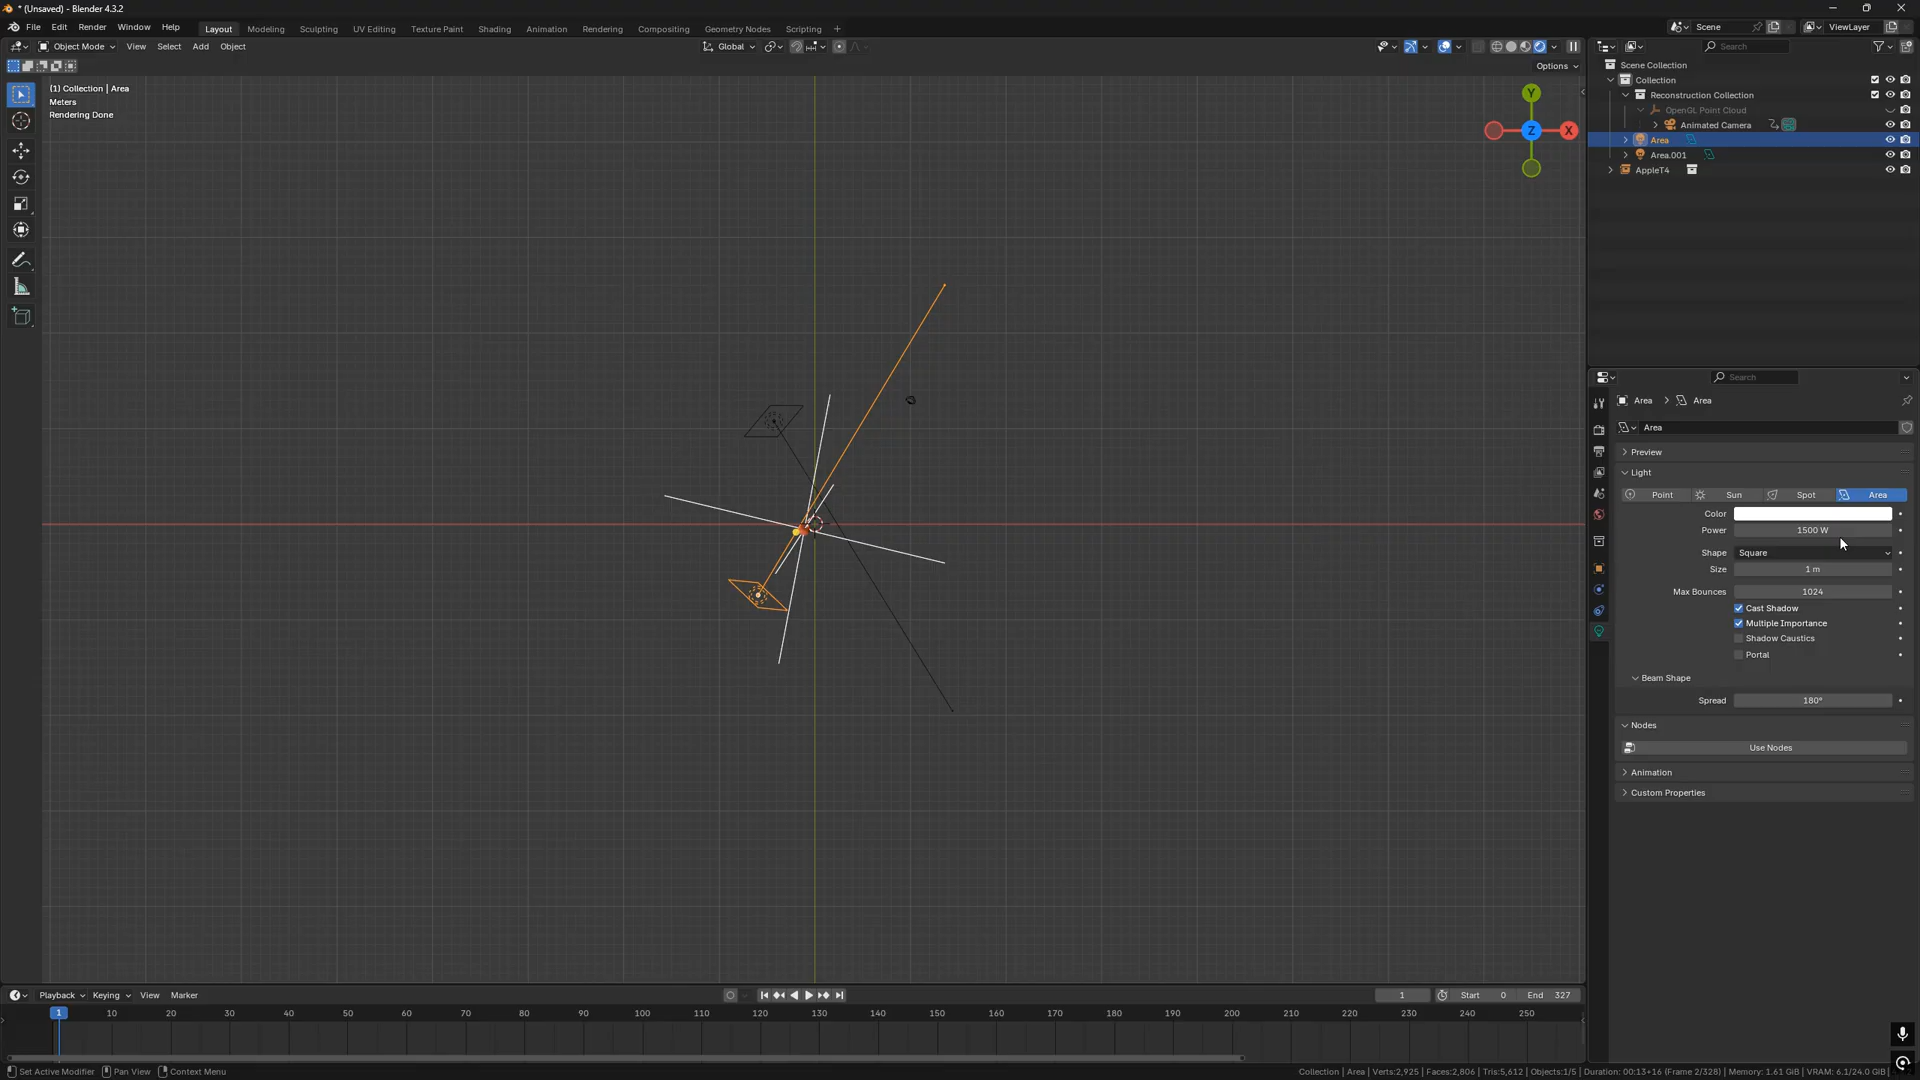 * (Unsaved) - Blender 4.3.2
File Edit Render Window Help
Layout Modeling Sculpting UV Editing Texture Paint Shading Animation Rendering Compositing Geometry Nodes Scripting +
Scene
ViewLayer
Object Mode View Select Add Object
Global
Options
Search
(1) Collection | Area
Meters
Rendering Done
Y
Z
X
Scene Collection
Collection
Reconstruction Collection
OpenGL Point Cloud
Animated Camera
Area
Area.001
AppleT4
Search
Area > Area
Area
Preview
Light
Point Sun Spot Area
Color
Power 1500 W
Shape Square
Size 1 m
Max Bounces 1024
Cast Shadow
Multiple Importance
Shadow Caustics
Portal
Beam Shape
Spread 180°
Nodes
Use Nodes
Animation
Custom Properties
Playback Keying View Marker
1 Start 0 End 327
1 10 20 30 40 50 60 70 80 90 100 110 120 130 140 150 160 170 180 190 200 210 220 230 240 250
Set Active Modifier Pan View Context Menu
Collection | Area | Verts:2,925 | Faces:2,806 | Tris:5,612 | Objects:1/5 | Duration: 00:13+16 (Frame 2/328) | Memory: 1.61 GiB | VRAM: 6.1/24.0 GiB |